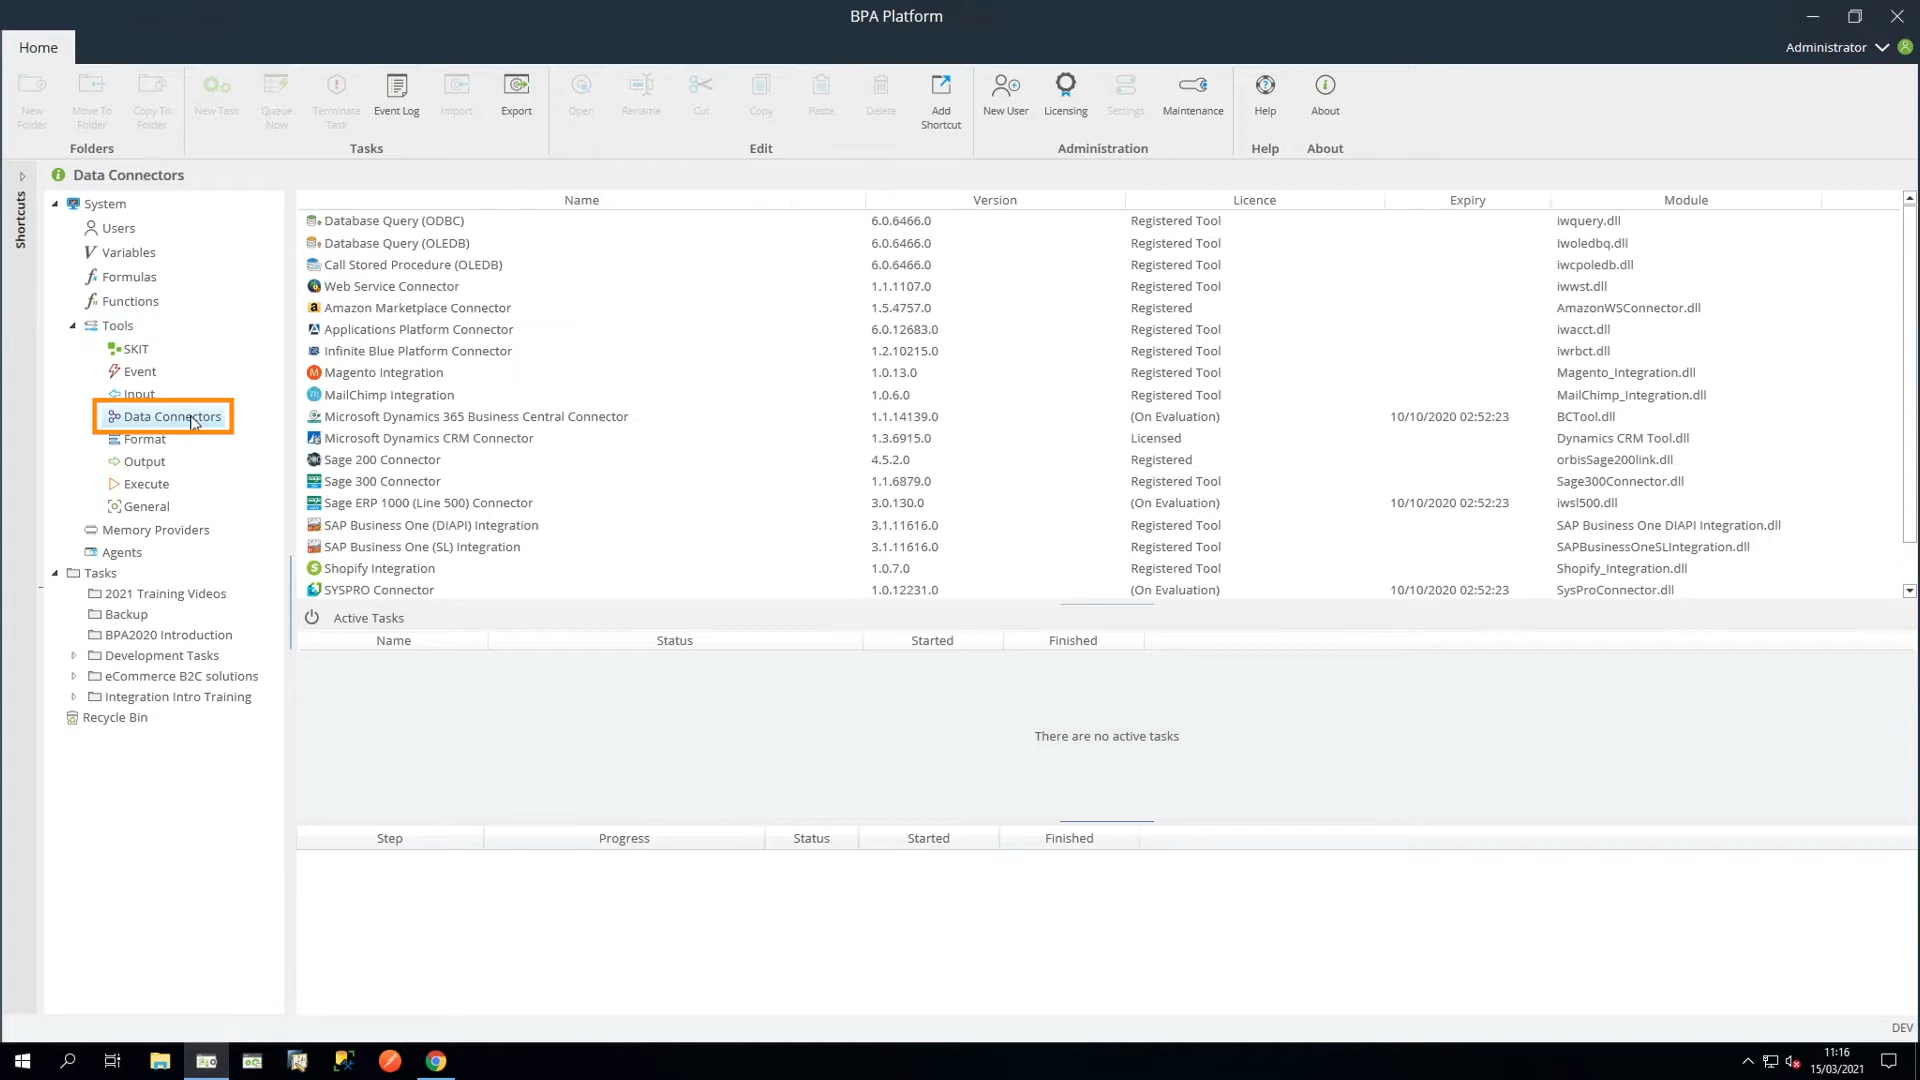 BPA Platform
Home
Administrator
New Folder
Move To Folder
Copy To Folder
New Task
Queue Now
Terminate Task
Event Log
Import
Export
Open
Rename
Cut
Copy
Paste
Delete
Add Shortcut
New User
Licensing
Settings
Maintenance
Help
About
Folders
Tasks
Edit
Administration
Help
About
Shortcuts
Data Connectors
System
Users
Variables
Formulas
Functions
Tools
SKIT
Event
Input
Data Connectors
Format
Output
Execute
General
Memory Providers
Agents
Tasks
2021 Training Videos
Backup
BPA2020 Introduction
Development Tasks
eCommerce B2C solutions
Integration Intro Training
Recycle Bin
Name Version Licence Expiry Module
Database Query (ODBC) 6.0.6466.0 Registered Tool iwquery.dll
Database Query (OLEDB) 6.0.6466.0 Registered Tool iwoledbq.dll
Call Stored Procedure (OLEDB) 6.0.6466.0 Registered Tool iwcpoledb.dll
Web Service Connector 1.1.1107.0 Registered Tool iwwst.dll
Amazon Marketplace Connector 1.5.4757.0 Registered AmazonWSConnector.dll
Applications Platform Connector 6.0.12683.0 Registered Tool iwacct.dll
Infinite Blue Platform Connector 1.2.10215.0 Registered Tool iwrbct.dll
Magento Integration 1.0.13.0 Registered Tool Magento_Integration.dll
MailChimp Integration 1.0.6.0 Registered Tool MailChimp_Integration.dll
Microsoft Dynamics 365 Business Central Connector 1.1.14139.0 (On Evaluation) 10/10/2020 02:52:23 BCTool.dll
Microsoft Dynamics CRM Connector 1.3.6915.0 Licensed Dynamics CRM Tool.dll
Sage 200 Connector 4.5.2.0 Registered orbisSage200link.dll
Sage 300 Connector 1.1.6879.0 Registered Tool Sage300Connector.dll
Sage ERP 1000 (Line 500) Connector 3.0.130.0 (On Evaluation) 10/10/2020 02:52:23 iwsl500.dll
SAP Business One (DIAPI) Integration 3.1.11616.0 Registered Tool SAP Business One DIAPI Integration.dll
SAP Business One (SL) Integration 3.1.11616.0 Registered Tool SAPBusinessOneSLIntegration.dll
Shopify Integration 1.0.7.0 Registered Tool Shopify_Integration.dll
SYSPRO Connector 1.0.12231.0 (On Evaluation) 10/10/2020 02:52:23 SysProConnector.dll
Active Tasks
Name Status Started Finished
There are no active tasks
Step Progress Status Started Finished
DEV
11:16
15/03/2021